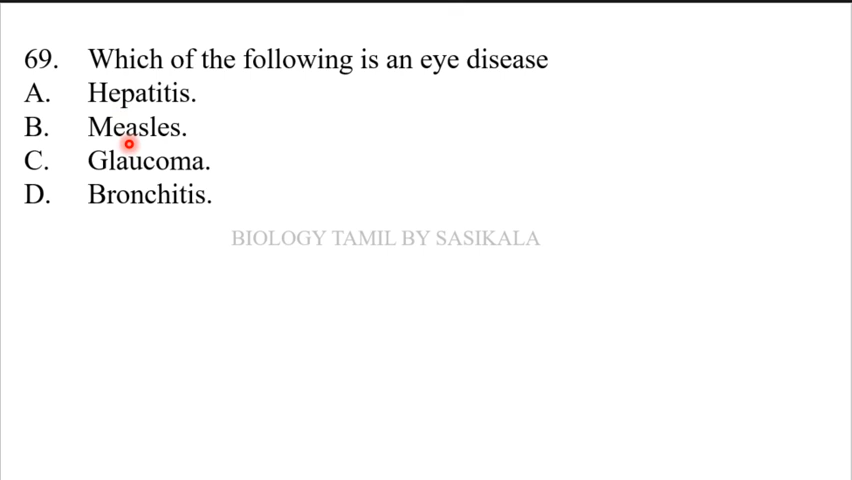 69. Which of the following is an eye disease
A. Hepatitis.
B. Measles.
C. Glaucoma.
D. Bronchitis.
BIOLOGY TAMIL BY SASIKALA